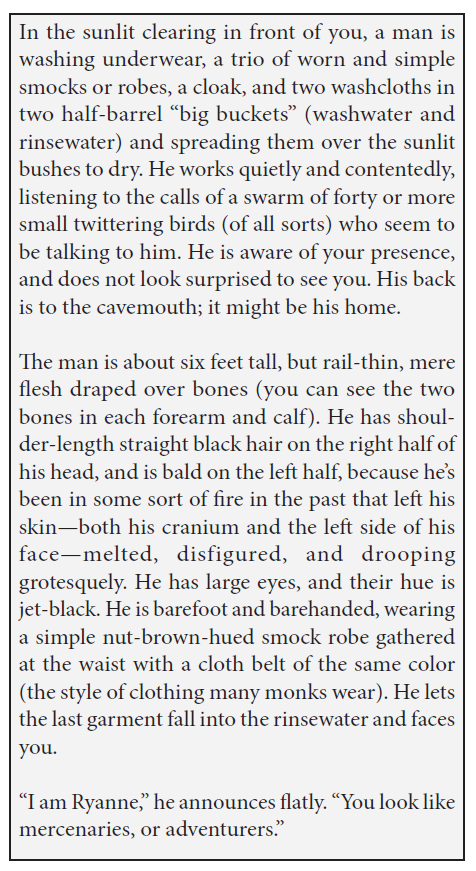 In the sunlit clearing in front of you, a man is
washing underwear, a trio of worn and simple
smocks or robes, a cloak, and two washcloths in
two half-barrel “big buckets” (washwater and
rinsewater) and spreading them over the sunlit
bushes to dry. He works quietly and contentedly,
listening to the calls of a swarm of forty or more
small twittering birds (of all sorts) who seem to
be talking to him. He is aware of your presence,
and does not look surprised to see you. His back
is to the cavemouth; it might be his home.

The man is about six feet tall, but rail-thin, mere
flesh draped over bones (you can see the two
bones in each forearm and calf). He has shoul-
der-length straight black hair on the right half of
his head, and is bald on the left half, because he’s
been in some sort of fire in the past that left his
skin—both his cranium and the left side of his
face—melted, disfigured, and drooping
grotesquely. He has large eyes, and their hue is
jet-black. He is barefoot and barehanded, wearing
a simple nut-brown-hued smock robe gathered
at the waist with a cloth belt of the same color
(the style of clothing many monks wear). He lets
the last garment fall into the rinsewater and faces
you.

“I am Ryanne,” he announces flatly. “You look like
mercenaries, or adventurers.”